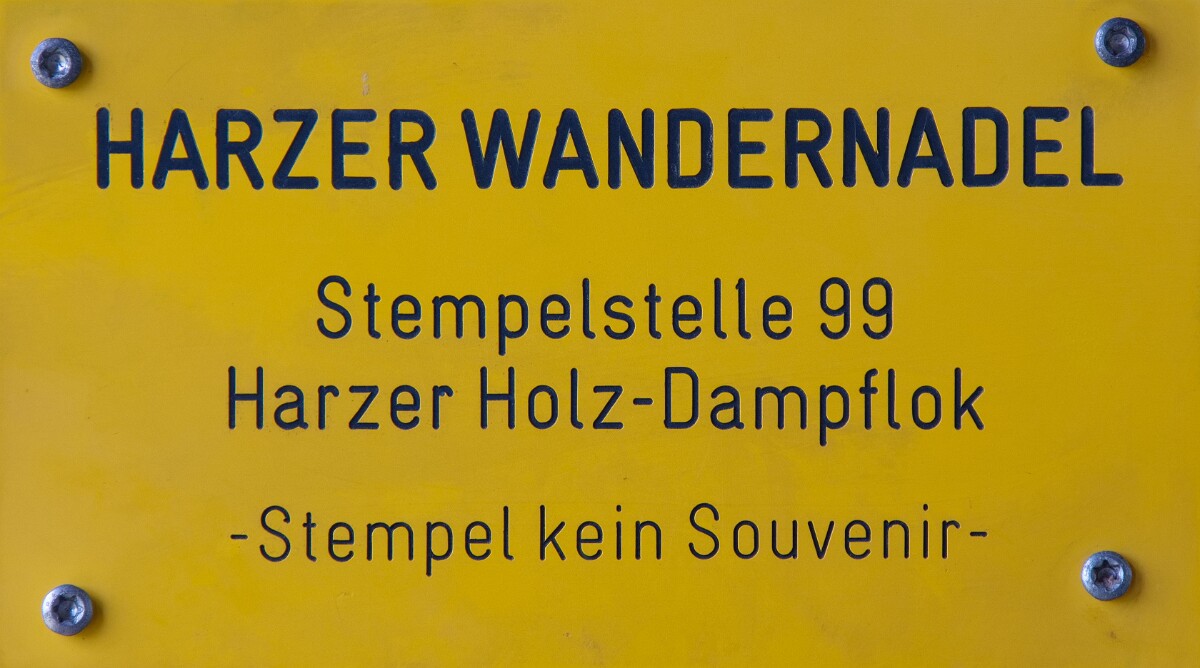 HARZER WANDERNADEL
Stempelstelle 99
Harzer Holz-Dampflok
-Stempel kein Souvenir-